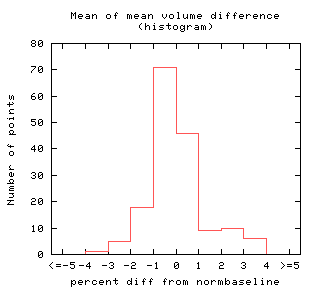 Mean of mean volume difference
(histogram)
80
70
60
50
40
30
20
10
0
Number of points
<=-5 -4 -3 -2 -1 0 1 2 3 4 >=5
percent diff from normbaseline